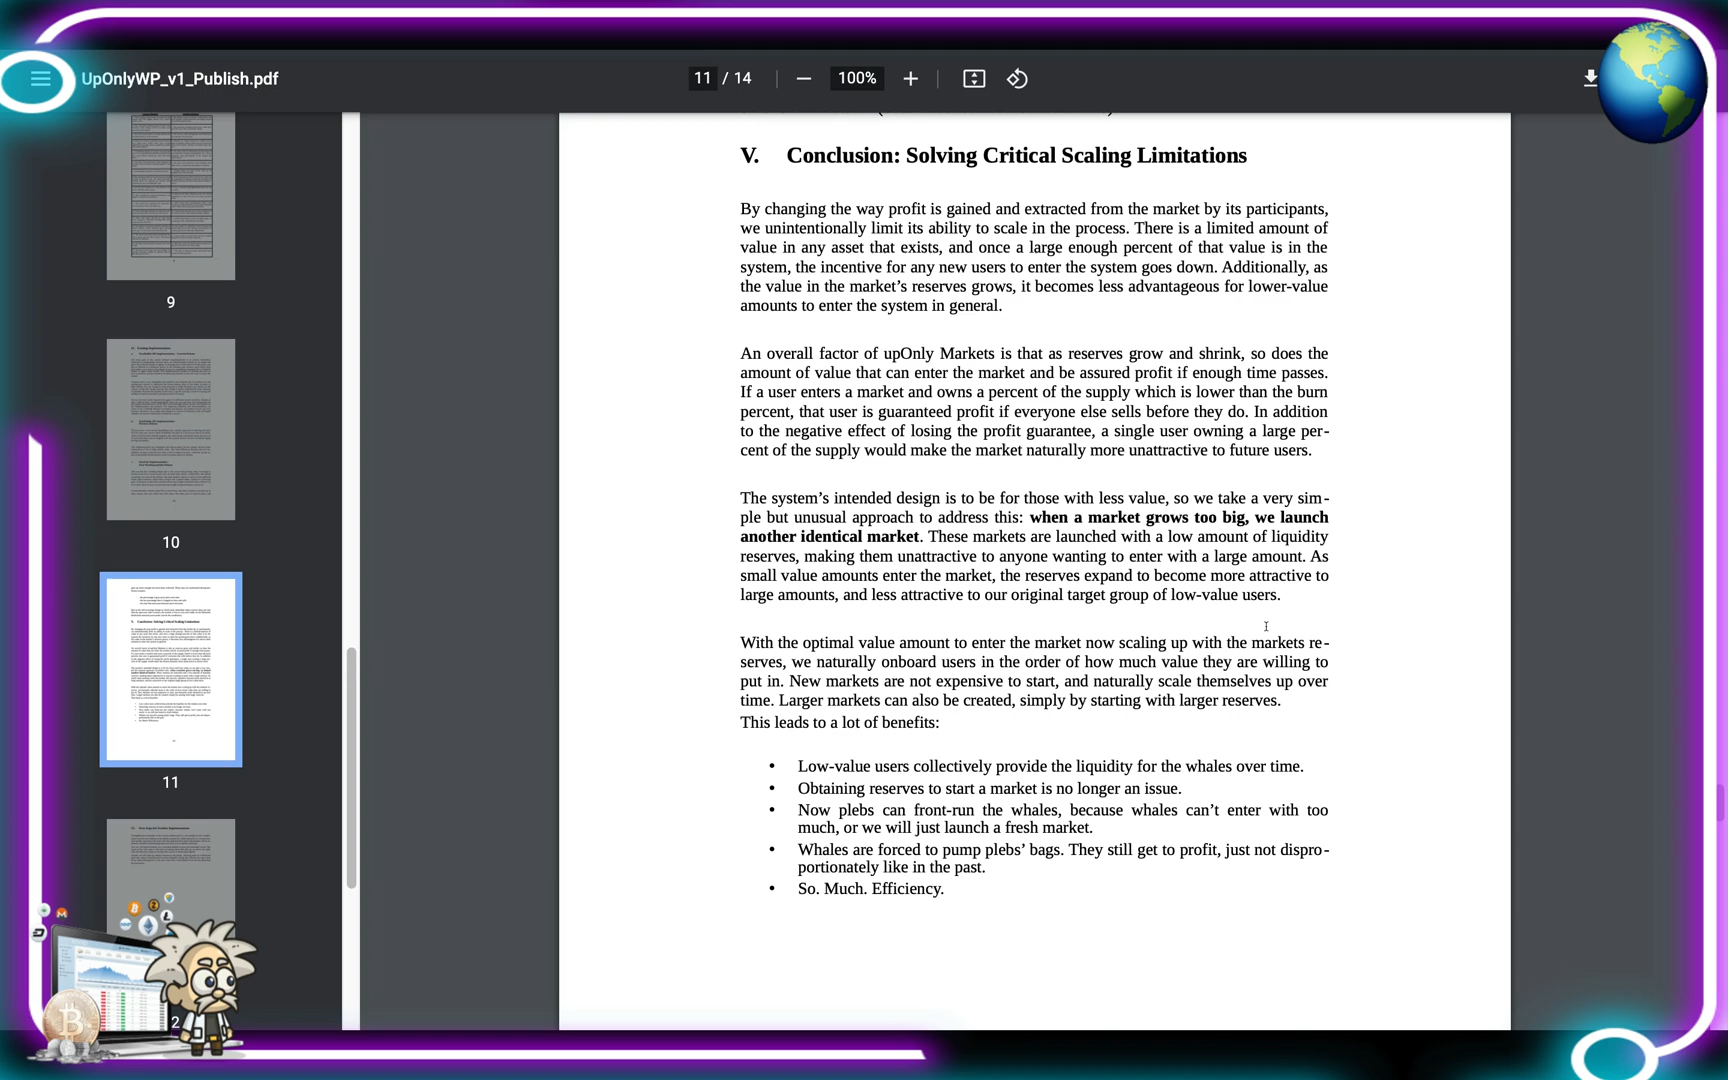 UpOnlyWP_v1_Publish.pdf
11 / 14
100%
9
10
11
2
V. Conclusion: Solving Critical Scaling Limitations
By changing the way profit is gained and extracted from the market by its participants,
we unintentionally limit its ability to scale in the process. There is a limited amount of
value in any asset that exists, and once a large enough percent of that value is in the
system, the incentive for any new users to enter the system goes down. Additionally, as
the value in the market’s reserves grows, it becomes less advantageous for lower-value
amounts to enter the system in general.
An overall factor of upOnly Markets is that as reserves grow and shrink, so does the
amount of value that can enter the market and be assured profit if enough time passes.
If a user enters a market and owns a percent of the supply which is lower than the burn
percent, that user is guaranteed profit if everyone else sells before they do. In addition
to the negative effect of losing the profit guarantee, a single user owning a large per-
cent of the supply would make the market naturally more unattractive to future users.
The system’s intended design is to be for those with less value, so we take a very sim-
ple but unusual approach to address this: when a market grows too big, we launch
another identical market. These markets are launched with a low amount of liquidity
reserves, making them unattractive to anyone wanting to enter with a large amount. As
small value amounts enter the market, the reserves expand to become more attractive to
large amounts, and less attractive to our original target group of low-value users.
With the optimal value amount to enter the market now scaling up with the markets re-
serves, we naturally onboard users in the order of how much value they are willing to
put in. New markets are not expensive to start, and naturally scale themselves up over
time. Larger markets can also be created, simply by starting with larger reserves.
This leads to a lot of benefits:
• Low-value users collectively provide the liquidity for the whales over time.
• Obtaining reserves to start a market is no longer an issue.
• Now plebs can front-run the whales, because whales can’t enter with too
much, or we will just launch a fresh market.
• Whales are forced to pump plebs’ bags. They still get to profit, just not dispro-
portionately like in the past.
• So. Much. Efficiency.